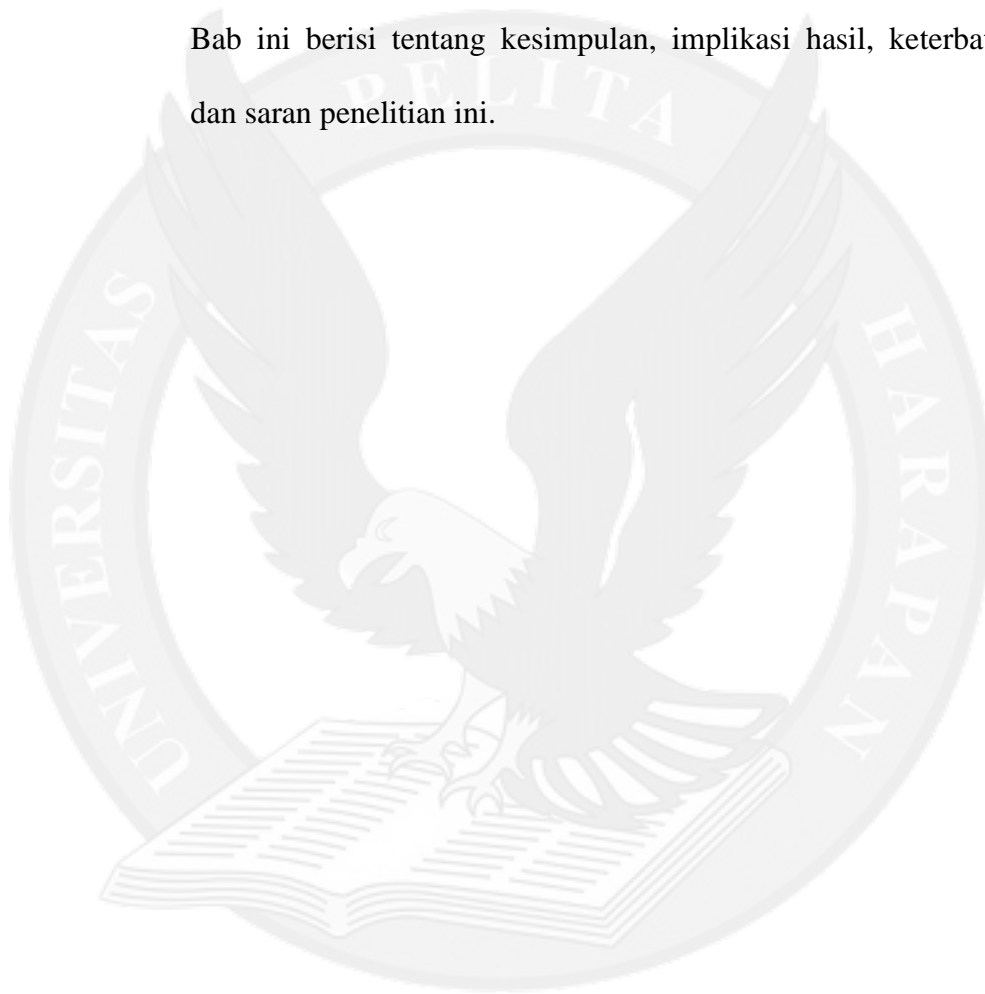 Bab ini berisi tentang kesimpulan, implikasi hasil, keterba
dan saran penelitian ini.
UNIVERSITAS PELITA HARAPAN